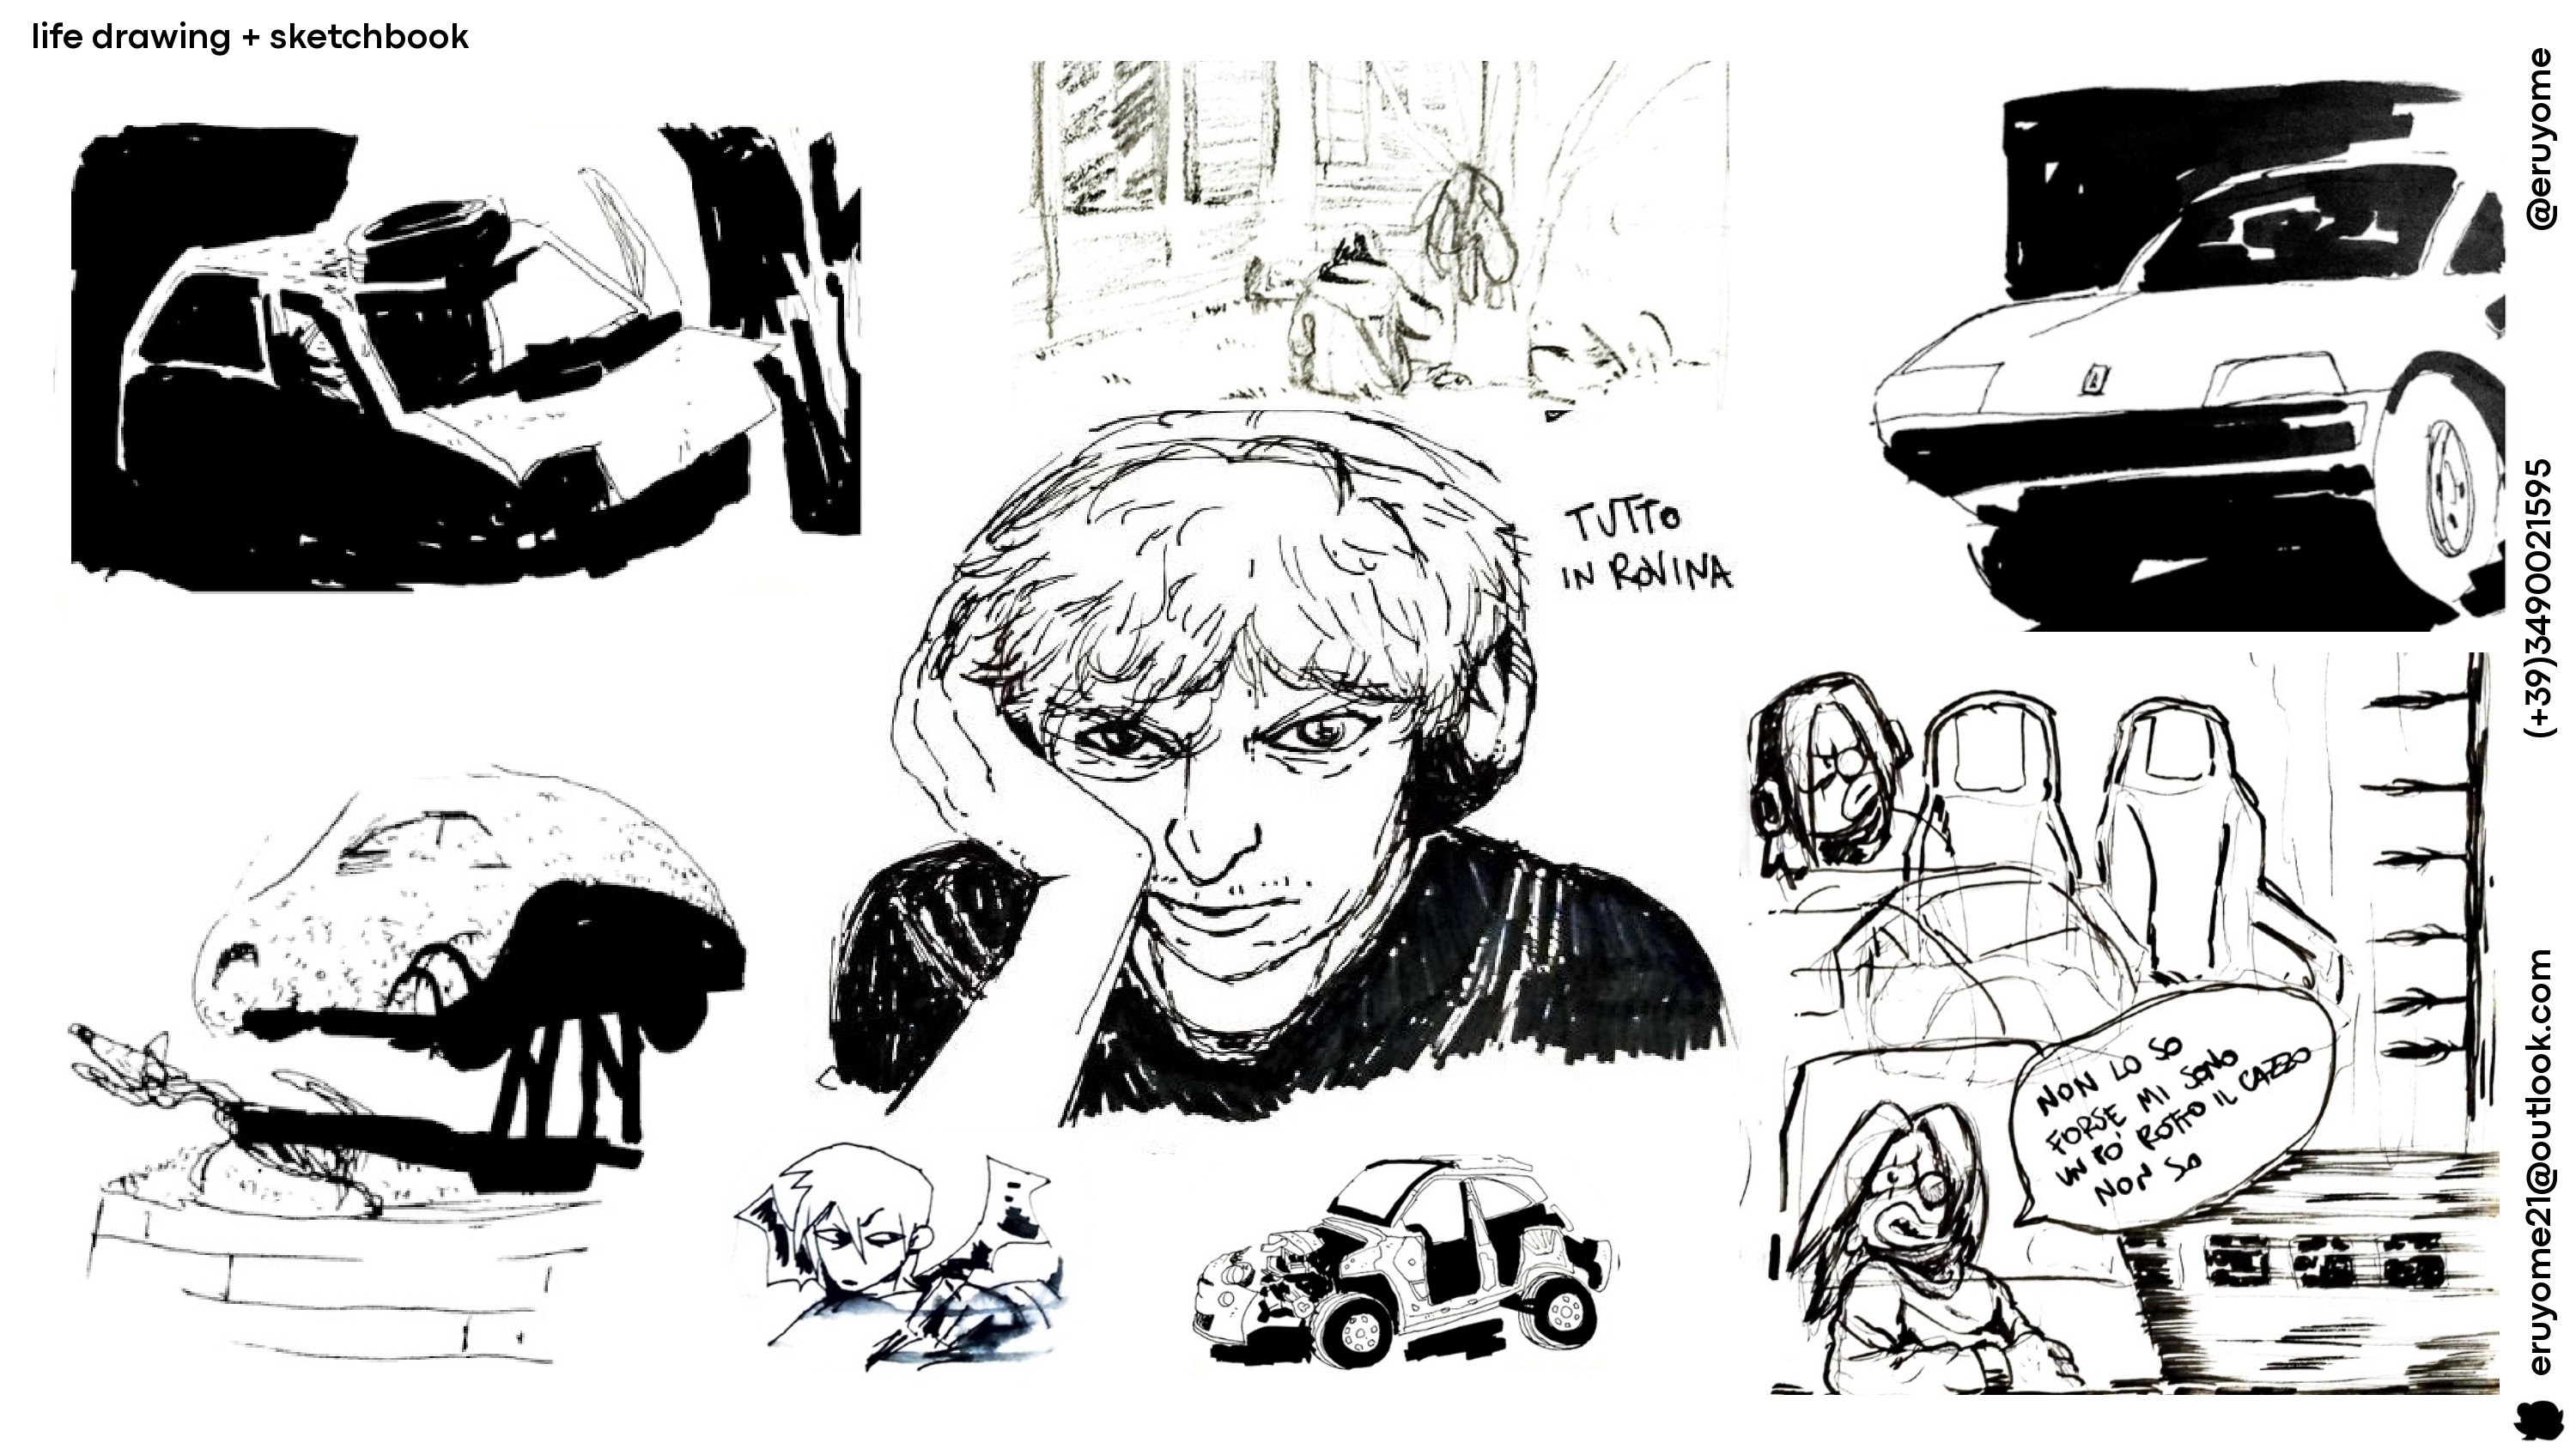 life drawing + sketchbook
TUTTO
IN ROVINA
NON LO SO
FORSE MI SONO
UN PO' ROTTO IL CAZZO
NON SO
@eruyome
(+39)3490021595
eruyome21@outlook.com